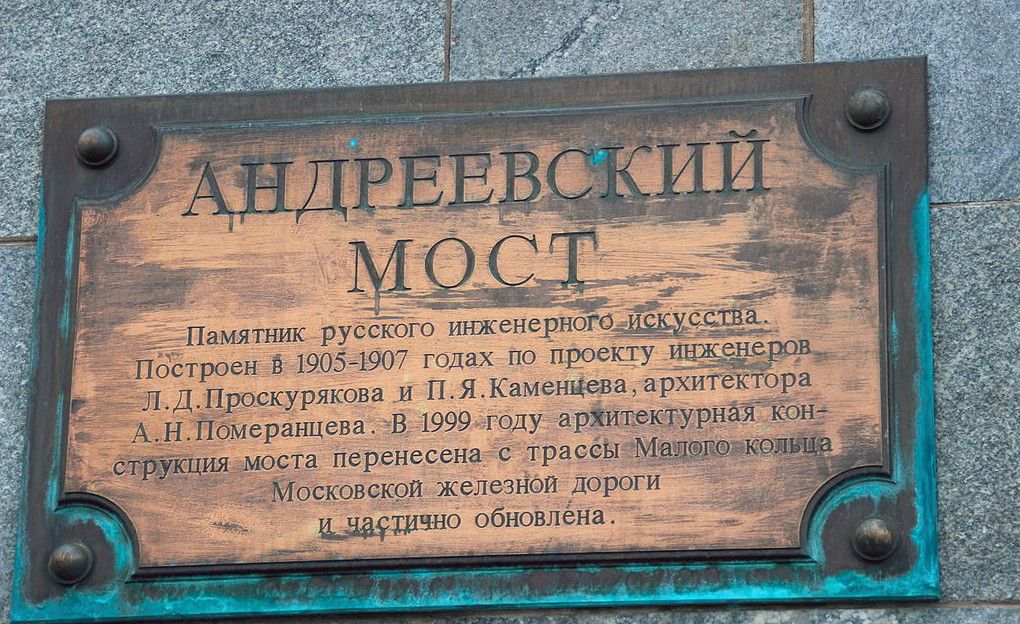 АНДРЕЕВСКИЙ
МОСТ
Памятник русского инженерного искусства.
Построен в 1905-1907 годах по проекту инженеров
Л.Д.Проскурякова и П.Я.Каменцева, архитектора
А.Н.Померанцева. В 1999 году архитектурная кон-
струкция моста перенесена с трассы Малого кольца
Московской железной дороги
и частично обновлена.